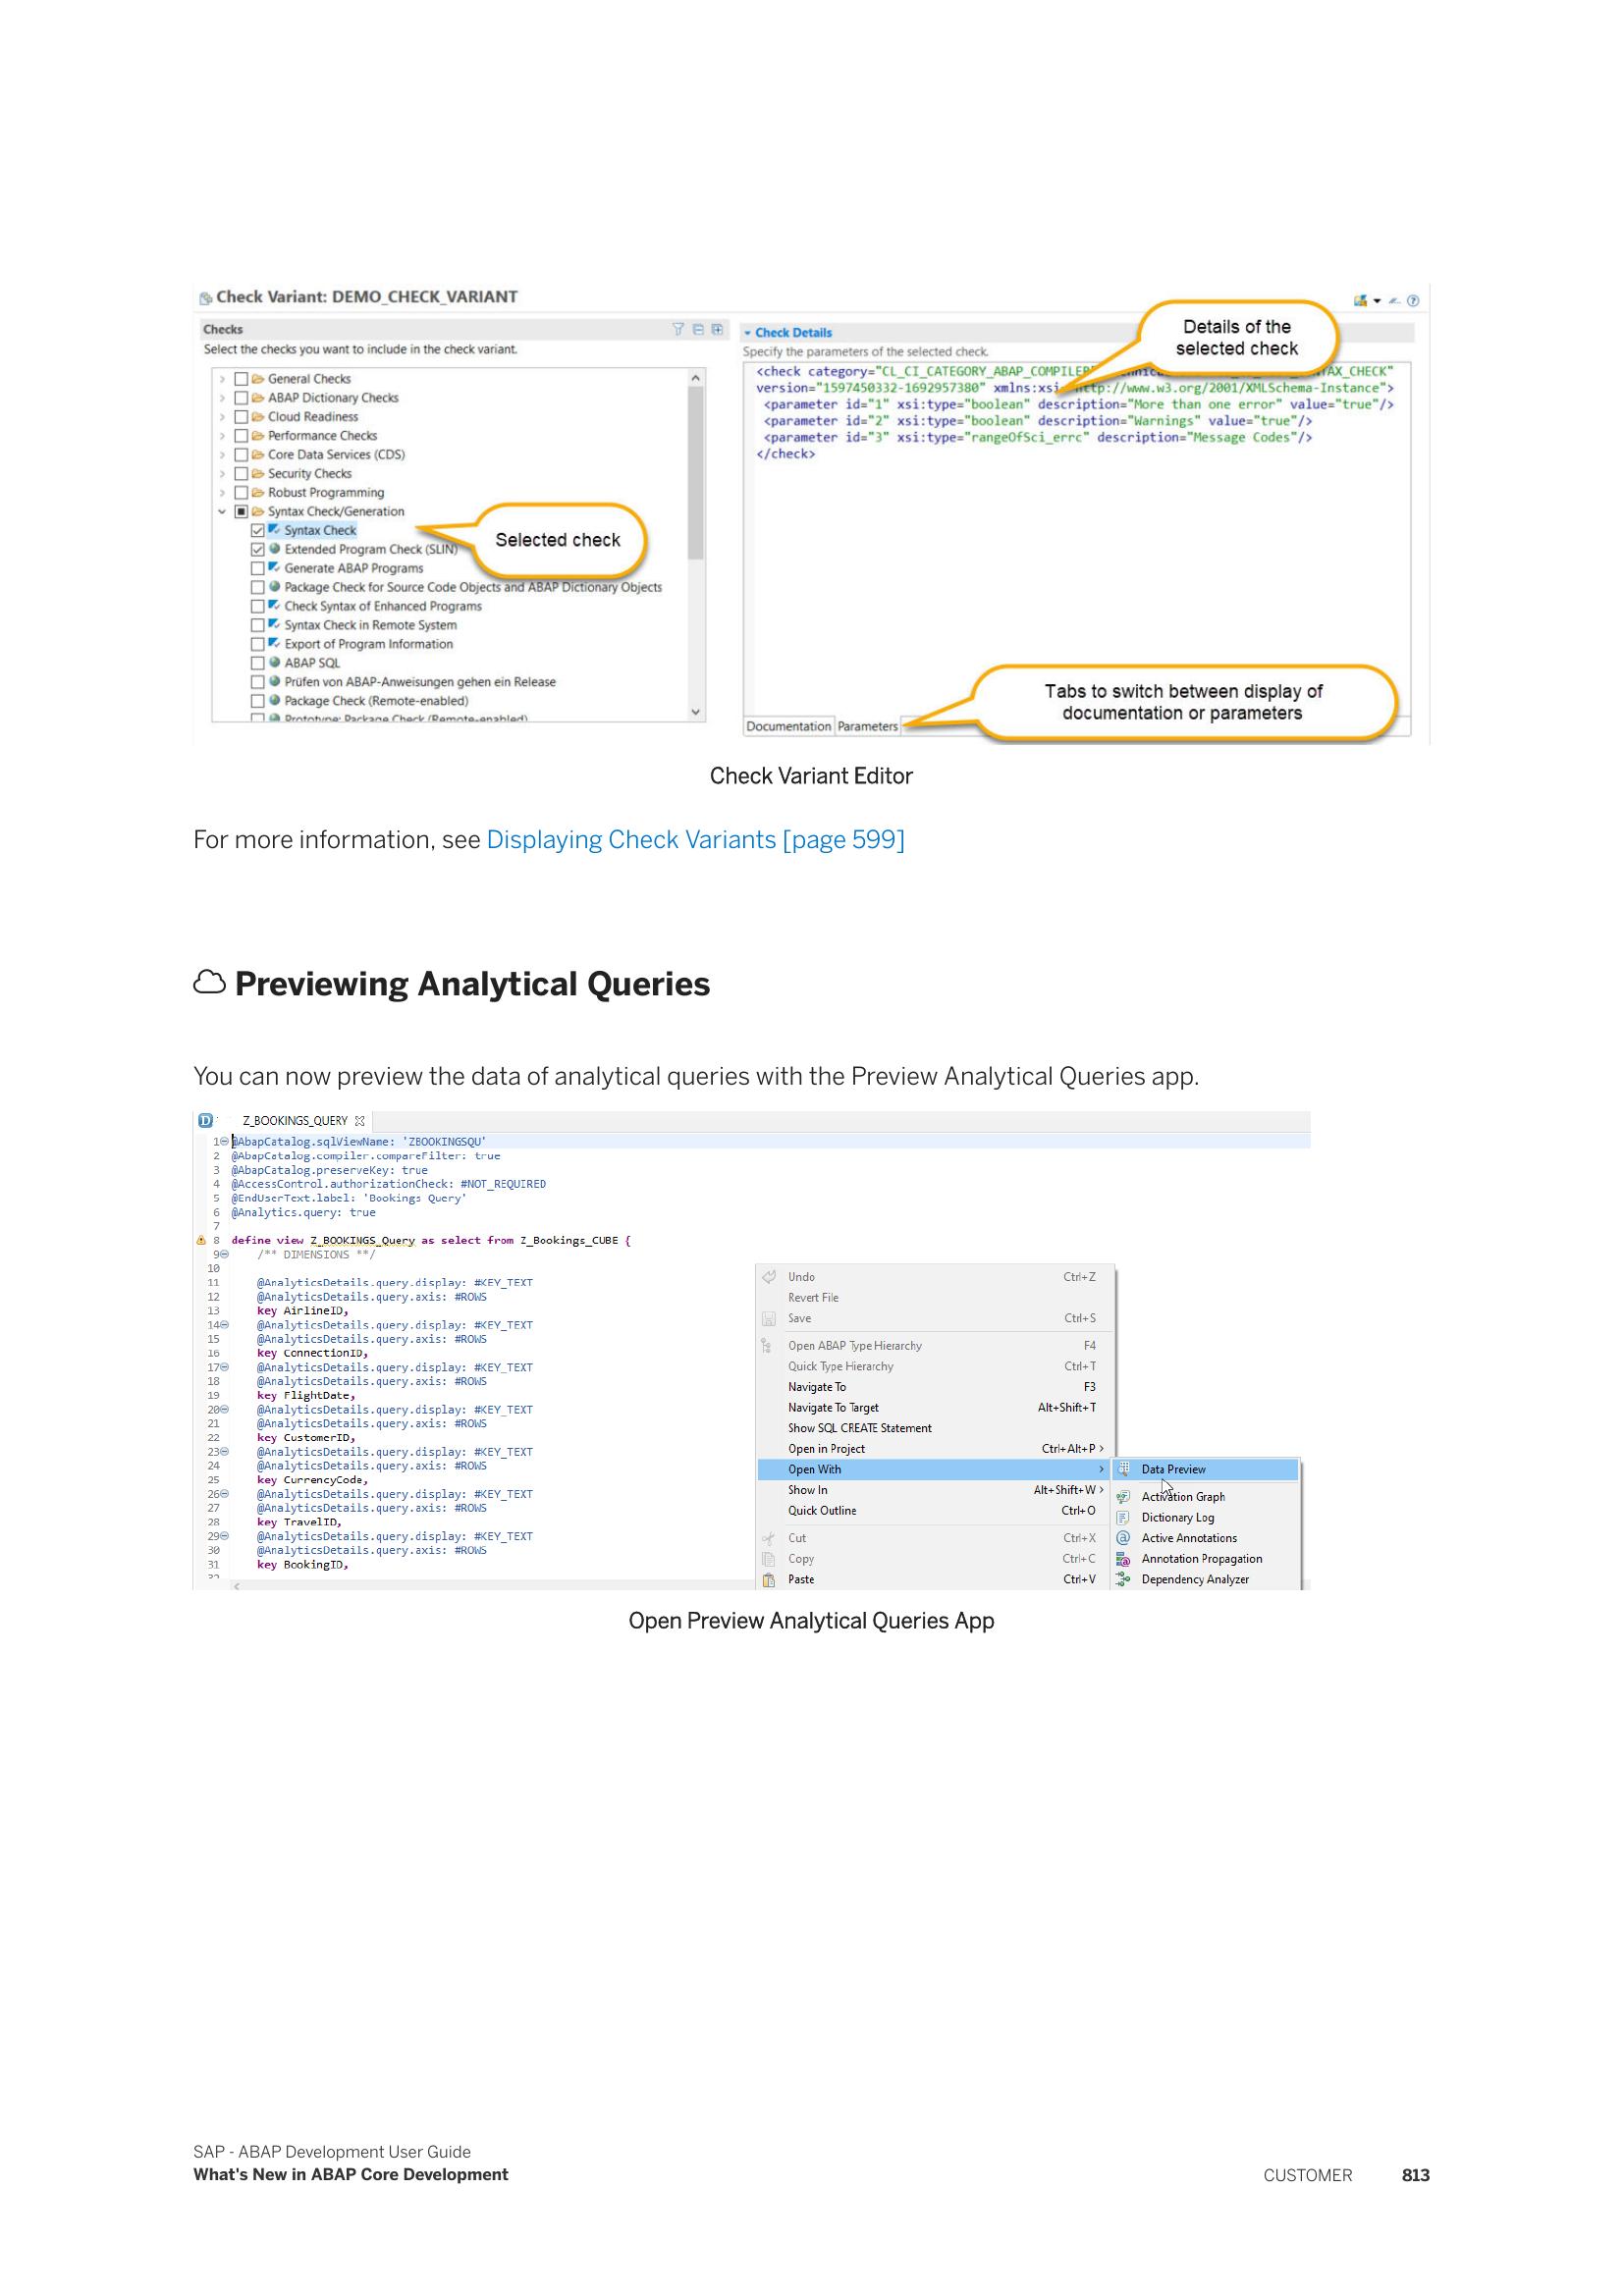 Check Variant: DEMO_CHECK_VARIANT
Checks
Select the checks you want to include in the check variant.
General Checks
ABAP Dictionary Checks
Cloud Readiness
Performance Checks
Core Data Services (CDS)
Security Checks
Robust Programming
Syntax Check/Generation
Syntax Check
Extended Program Check (SLIN)
Generate ABAP Programs
Package Check for Source Code Objects and ABAP Dictionary Objects
Check Syntax of Enhanced Programs
Syntax Check in Remote System
Export of Program Information
ABAP SQL
Prüfen von ABAP-Anweisungen gehen ein Release
Package Check (Remote-enabled)
Prototype: Package Check (Remote-enabled)
Selected check
Check Details
Specify the parameters of the selected check.
Details of the
selected check
<check category="CL_CI_CATEGORY_ABAP_COMPILER
version="1597450332-1692957380" xmlns:xsi http://www.w3.org/2001/XMLSchema-Instance">
<parameter id="1" xsi:type="boolean" description="More than one error" value="true"/>
<parameter id="2" xsi:type="boolean" description="Warnings" value="true"/>
<parameter id="3" xsi:type="rangeOfSci_errc" description="Message Codes"/>
</check>
Tabs to switch between display of
documentation or parameters
Documentation Parameters
Check Variant Editor
For more information, see Displaying Check Variants [page 599]
Previewing Analytical Queries
You can now preview the data of analytical queries with the Preview Analytical Queries app.
D Z_BOOKINGS_QUERY
1 @AbapCatalog.sqlViewName: 'ZBOOKINGSQU'
2 @AbapCatalog.compiler.compareFilter: true
3 @AbapCatalog.preserveKey: true
4 @AccessControl.authorizationCheck: #NOT_REQUIRED
5 @EndUserText.label: 'Bookings Query'
6 @Analytics.query: true
7
8 define view Z_BOOKINGS_Query as select from Z_Bookings_CUBE {
9 /** DIMENSIONS **/
10
11 @AnalyticsDetails.query.display: #KEY_TEXT
12 @AnalyticsDetails.query.axis: #ROWS
13 key AirlineID,
14 @AnalyticsDetails.query.display: #KEY_TEXT
15 @AnalyticsDetails.query.axis: #ROWS
16 key ConnectionID,
17 @AnalyticsDetails.query.display: #KEY_TEXT
18 @AnalyticsDetails.query.axis: #ROWS
19 key FlightDate,
20 @AnalyticsDetails.query.display: #KEY_TEXT
21 @AnalyticsDetails.query.axis: #ROWS
22 key CustomerID,
23 @AnalyticsDetails.query.display: #KEY_TEXT
24 @AnalyticsDetails.query.axis: #ROWS
25 key CurrencyCode,
26 @AnalyticsDetails.query.display: #KEY_TEXT
27 @AnalyticsDetails.query.axis: #ROWS
28 key TravelID,
29 @AnalyticsDetails.query.display: #KEY_TEXT
30 @AnalyticsDetails.query.axis: #ROWS
31 key BookingID,
32
Undo Ctrl+Z
Revert File
Save Ctrl+S
Open ABAP Type Hierarchy F4
Quick Type Hierarchy Ctrl+T
Navigate To F3
Navigate To Target Alt+Shift+T
Show SQL CREATE Statement
Open in Project Ctrl+Alt+P
Open With
Show In Alt+Shift+W
Quick Outline Ctrl+O
Cut Ctrl+X
Copy Ctrl+C
Paste Ctrl+V
Data Preview
Activation Graph
Dictionary Log
Active Annotations
Annotation Propagation
Dependency Analyzer
Open Preview Analytical Queries App
SAP - ABAP Development User Guide
What's New in ABAP Core Development
CUSTOMER 813